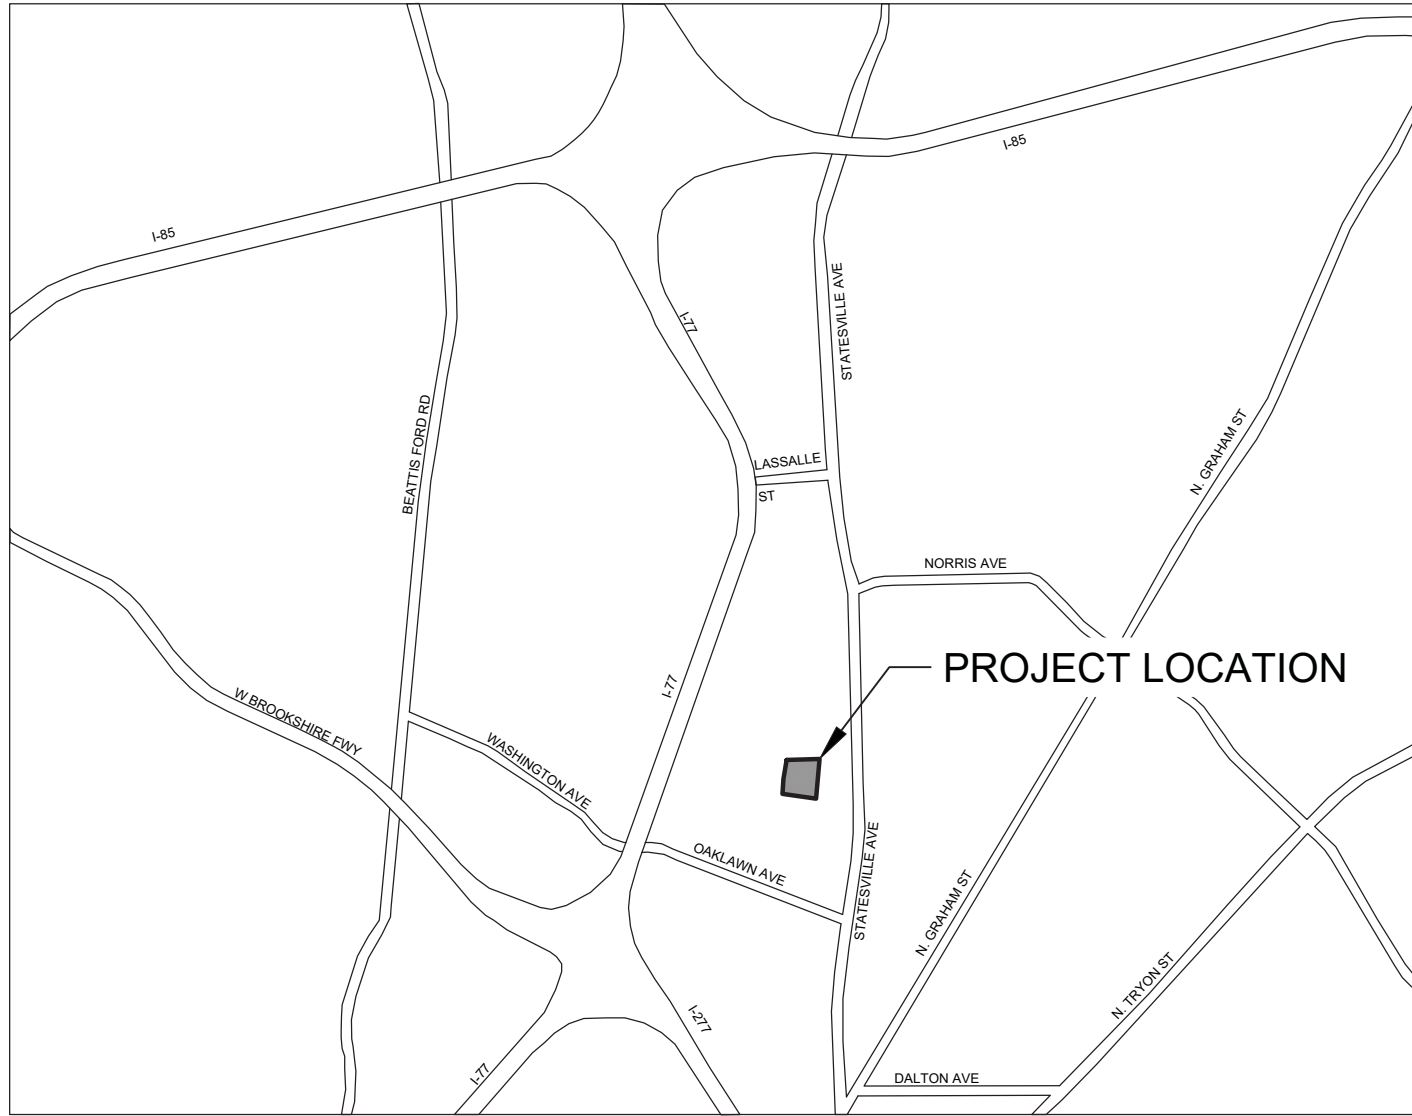 I-85
I-85
I-77
STATESVILLE AVE
BEATTIS FORD RD
N. GRAHAM ST
LASSALLE
ST
NORRIS AVE
PROJECT LOCATION
I-77
W BROOKSHIRE FWY
WASHINGTON AVE
OAKLAWN AVE
STATESVILLE AVE
N. GRAHAM ST
N. TRYON ST
I-277
I-77
DALTON AVE